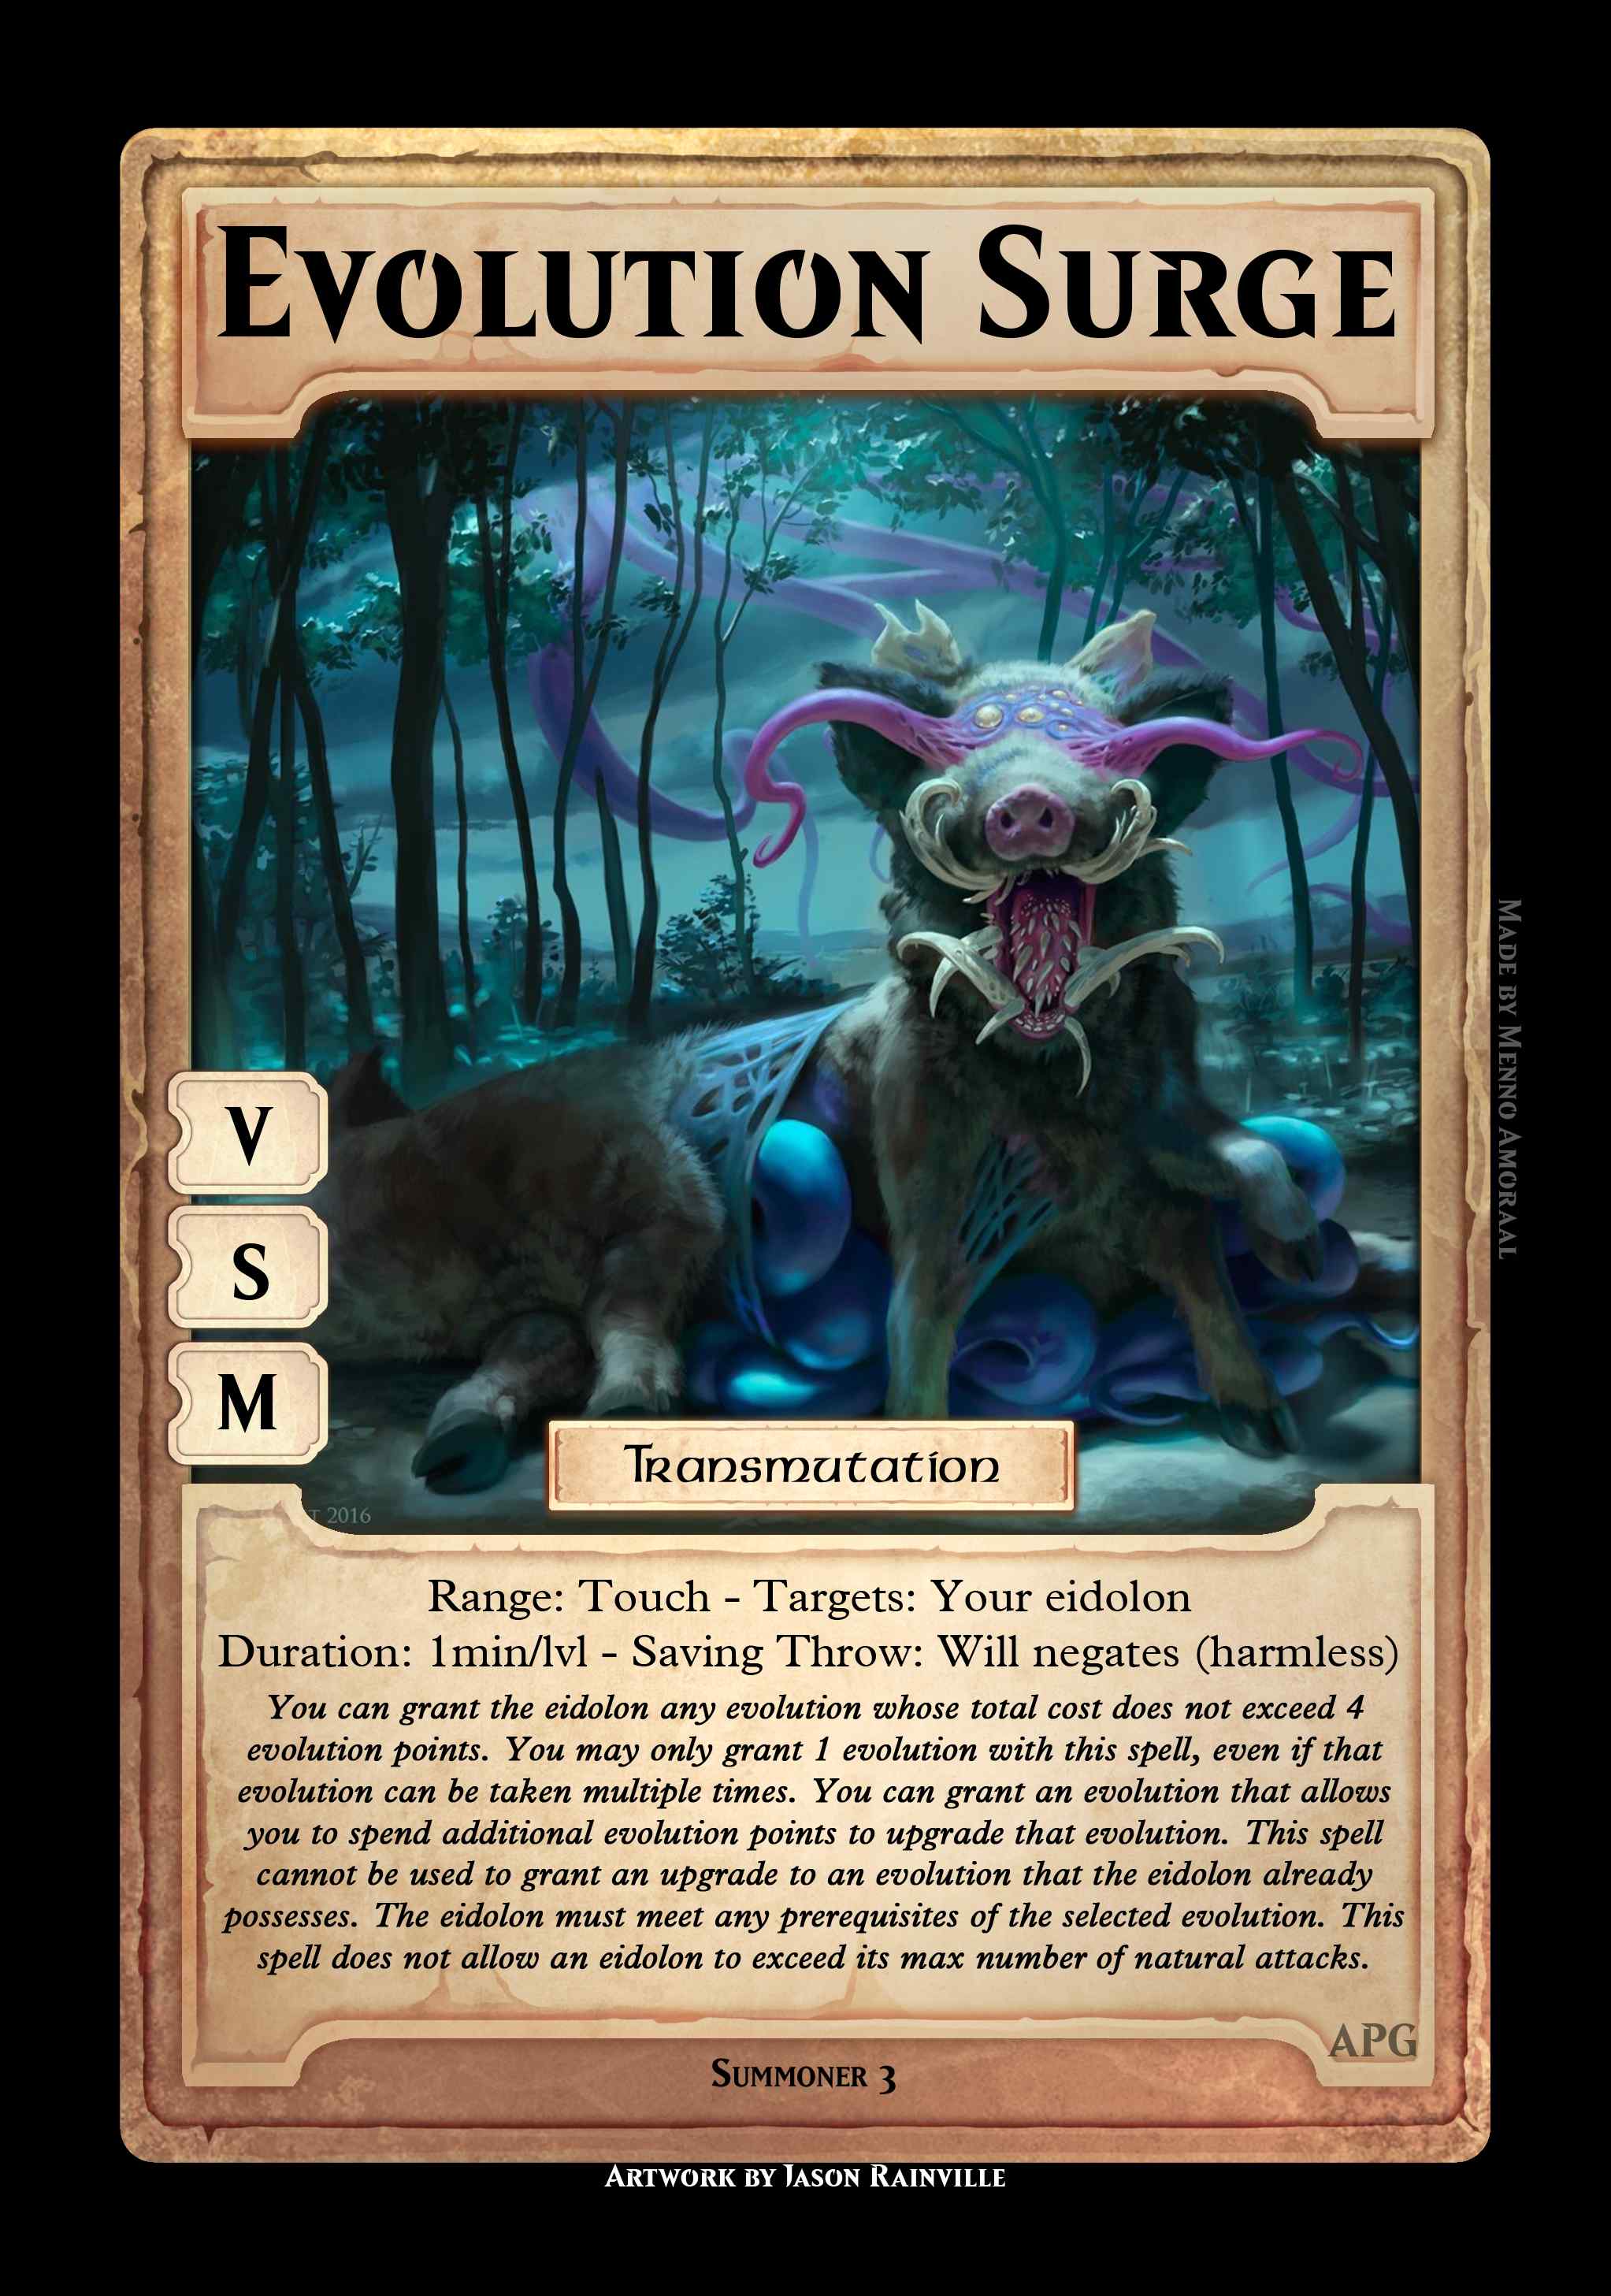 Evolution Surge
V
S
M
Transmutation
2016
Range: Touch - Targets: Your eidolon
Duration: 1min/lvl - Saving Throw: Will negates (harmless)
You can grant the eidolon any evolution whose total cost does not exceed 4
evolution points. You may only grant 1 evolution with this spell, even if that
evolution can be taken multiple times. You can grant an evolution that allows
you to spend additional evolution points to upgrade that evolution. This spell
cannot be used to grant an upgrade to an evolution that the eidolon already
possesses. The eidolon must meet any prerequisites of the selected evolution. This
spell does not allow an eidolon to exceed its max number of natural attacks.
APG
Summoner 3
Artwork by Jason Rainville
Made by Menno Amoraal